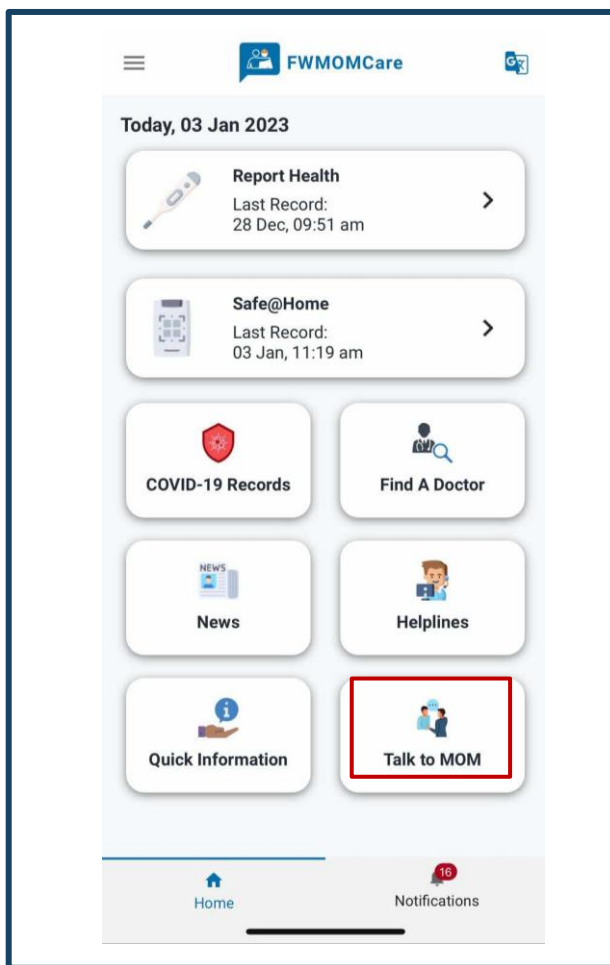 FWMOMCare
Today, 03 Jan 2023
Report Health
Last Record:
28 Dec, 09:51 am
Safe@Home
Last Record:
03 Jan, 11:19 am
COVID-19 Records
Find A Doctor
NEWS
News
Helplines
Quick Information
Talk to MOM
16
Home
Notifications